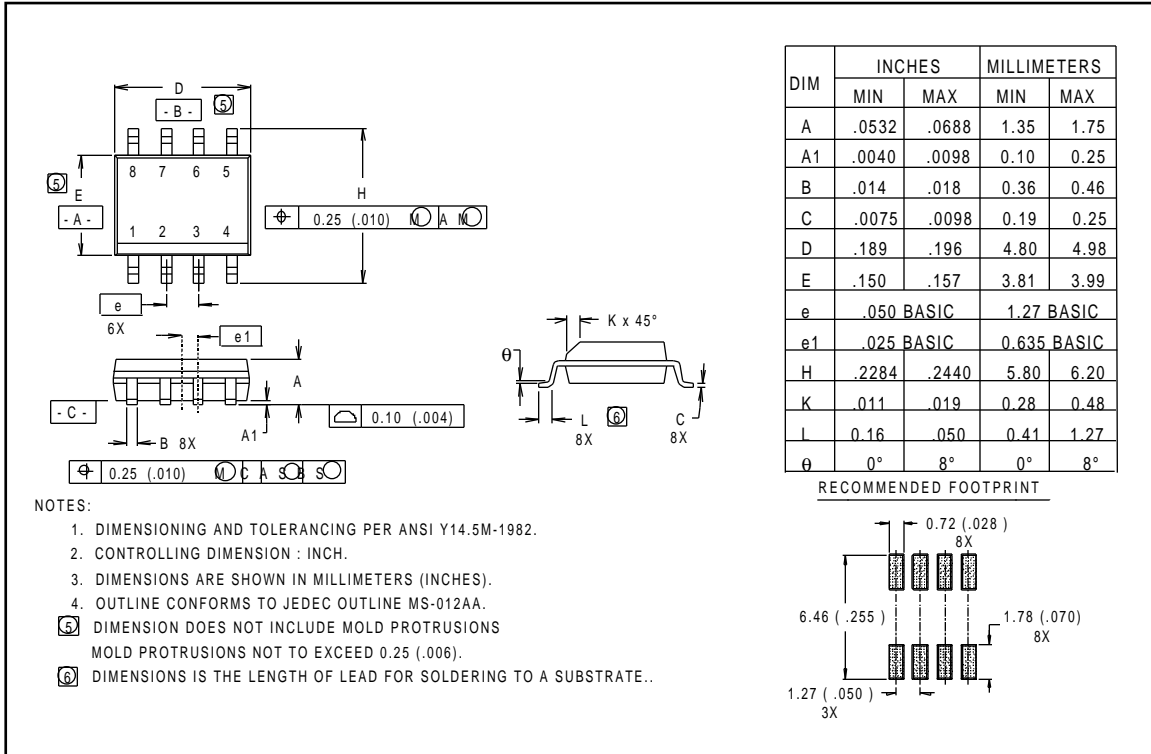 D
- B -
5
8 7 6 5
5
E
H
- A -
0.25 (.010) M A M
1 2 3 4
e
6X
e1
K x 45°
θ
A
- C -
0.10 (.004)
A1
B 8X
L
8X
6
C
8X
0.25 (.010) M C A S B S
NOTES:
1. DIMENSIONING AND TOLERANCING PER ANSI Y14.5M-1982.
2. CONTROLLING DIMENSION : INCH.
3. DIMENSIONS ARE SHOWN IN MILLIMETERS (INCHES).
4. OUTLINE CONFORMS TO JEDEC OUTLINE MS-012AA.
5 DIMENSION DOES NOT INCLUDE MOLD PROTRUSIONS
MOLD PROTRUSIONS NOT TO EXCEED 0.25 (.006).
6 DIMENSIONS IS THE LENGTH OF LEAD FOR SOLDERING TO A SUBSTRATE..
DIM INCHES MILLIMETERS
MIN MAX MIN MAX
A .0532 .0688 1.35 1.75
A1 .0040 .0098 0.10 0.25
B .014 .018 0.36 0.46
C .0075 .0098 0.19 0.25
D .189 .196 4.80 4.98
E .150 .157 3.81 3.99
e .050 BASIC 1.27 BASIC
e1 .025 BASIC 0.635 BASIC
H .2284 .2440 5.80 6.20
K .011 .019 0.28 0.48
L 0.16 .050 0.41 1.27
θ 0° 8° 0° 8°
RECOMMENDED FOOTPRINT
0.72 (.028 )
8X
6.46 ( .255 )
1.78 (.070)
8X
1.27 ( .050 )
3X